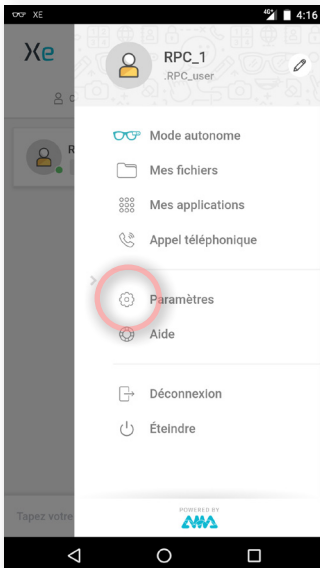 XE 4G 4:16
Xe
RPC_1
.RPC_user
C
R
Mode autonome
Mes fichiers
Mes applications
Appel téléphonique
Paramètres
Aide
Déconnexion
Éteindre
Tapez votre
POWERED BY
AMA